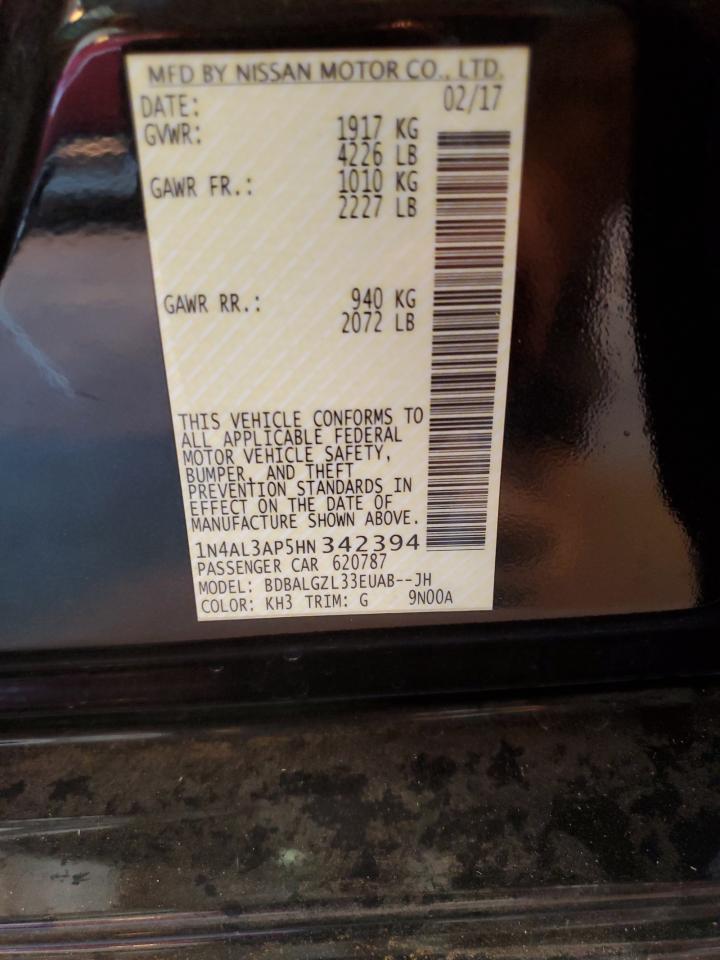 MFD BY NISSAN MOTOR CO., LTD.
DATE: 02/17
GVWR: 1917 KG
4226 LB
GAWR FR.: 1010 KG
2227 LB
GAWR RR.: 940 KG
2072 LB
THIS VEHICLE CONFORMS TO
ALL APPLICABLE FEDERAL
MOTOR VEHICLE SAFETY,
BUMPER, AND THEFT
PREVENTION STANDARDS IN
EFFECT ON THE DATE OF
MANUFACTURE SHOWN ABOVE.
1N4AL3AP5HN342394
PASSENGER CAR 620787
MODEL: BDBALGZL33EUAB--JH
COLOR: KH3 TRIM: G 9N00A